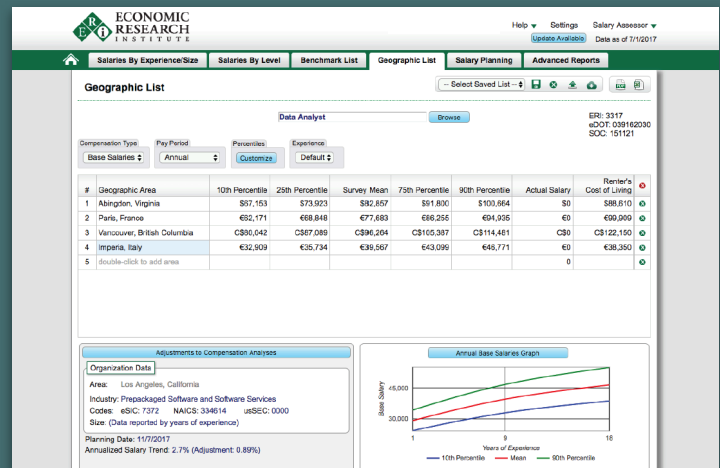 ERi
ECONOMIC
RESEARCH
INSTITUTE
Help Settings Salary Assessor
Update Available Data as of 7/1/2017
Salaries By Experience/Size Salaries By Level Benchmark List Geographic List Salary Planning Advanced Reports
Geographic List
-- Select Saved List --
Data Analyst Browse
ERI: 3317
eDOT: 039162030
SOC: 151121
Compensation Type Pay Period Percentiles Experience
Base Salaries Annual Customize Default
# Geographic Area 10th Percentile 25th Percentile Survey Mean 75th Percentile 90th Percentile Actual Salary Renter's Cost of Living
1 Abingdon, Virginia $67,153 $73,923 $82,857 $91,800 $100,664 $0 $88,610
2 Paris, France €62,171 €68,848 €77,683 €86,255 €94,935 €0 €99,909
3 Vancouver, British Columbia C$80,042 C$87,089 C$96,264 C$105,387 C$114,481 C$0 C$122,150
4 Imperia, Italy €32,909 €35,734 €39,567 €43,099 €46,771 €0 €38,350
5 double-click to add area 0
Adjustments to Compensation Analyses
Organization Data
Area: Los Angeles, California
Industry: Prepackaged Software and Software Services
Codes: eSIC: 7372 NAICS: 334614 usSEC: 0000
Size: (Data reported by years of experience)
Planning Date: 11/7/2017
Annualized Salary Trend: 2.7% (Adjustment: 0.89%)
Annual Base Salaries Graph
Base Salary
45,000
30,000
1 9 18
Years of Experience
10th Percentile Mean 90th Percentile